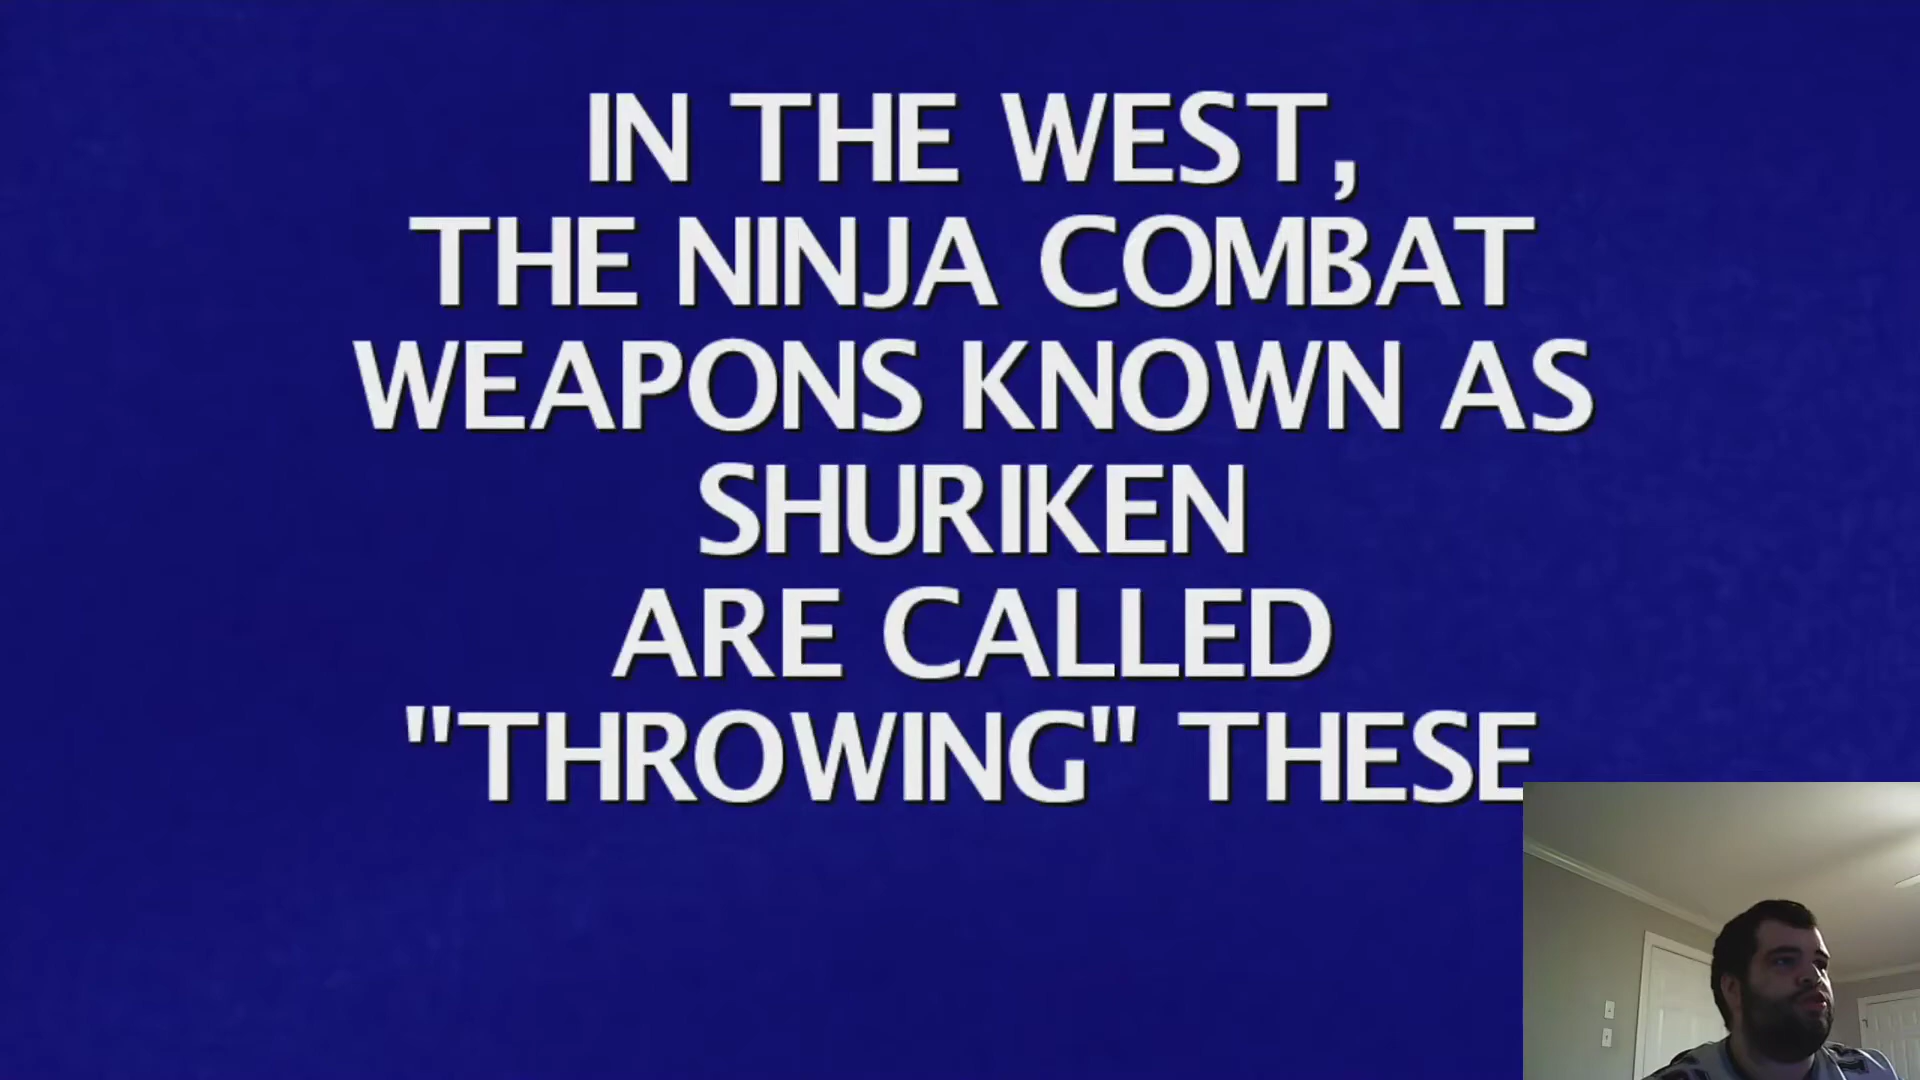 IN THE WEST,
THE NINJA COMBAT
WEAPONS KNOWN AS
SHURIKEN
ARE CALLED
"THROWING" THESE